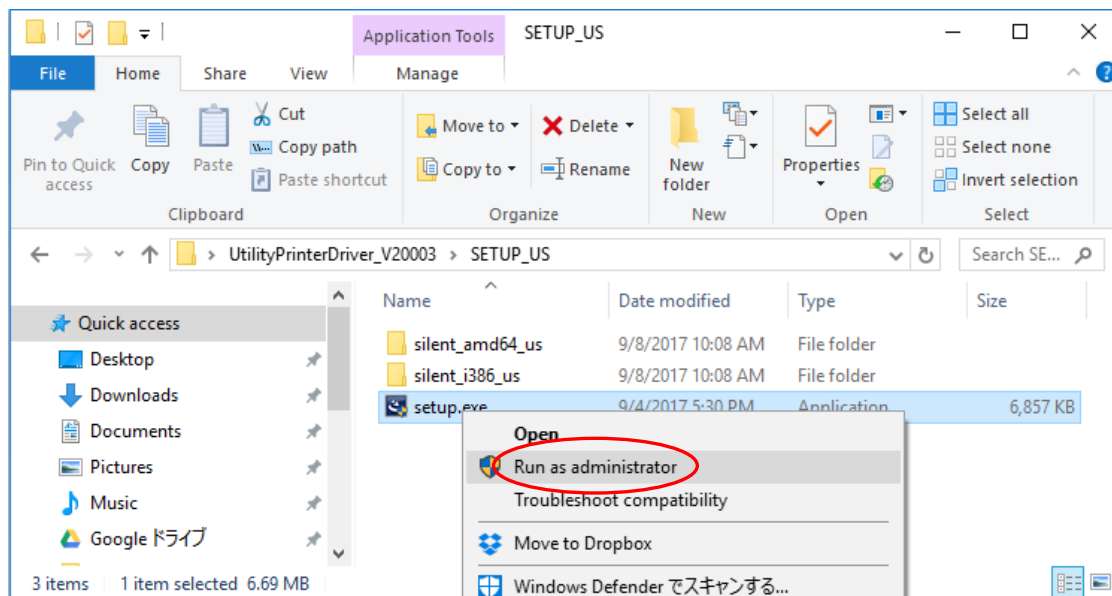 Application Tools SETUP_US
File Home Share View Manage
Pin to Quick access
Copy
Paste
Cut
Copy path
Paste shortcut
Clipboard
Move to
Copy to
Delete
Rename
Organize
New folder
New
Properties
Open
Select all
Select none
Invert selection
Select
UtilityPrinterDriver_V20003 > SETUP_US
Search SE...
Quick access
Desktop
Downloads
Documents
Pictures
Music
Google ドライブ
Name Date modified Type Size
silent_amd64_us 9/8/2017 10:08 AM File folder
silent_i386_us 9/8/2017 10:08 AM File folder
setup.exe 9/4/2017 5:30 PM Application 6,857 KB
Open
Run as administrator
Troubleshoot compatibility
Move to Dropbox
Windows Defender でスキャンする...
3 items 1 item selected 6.69 MB